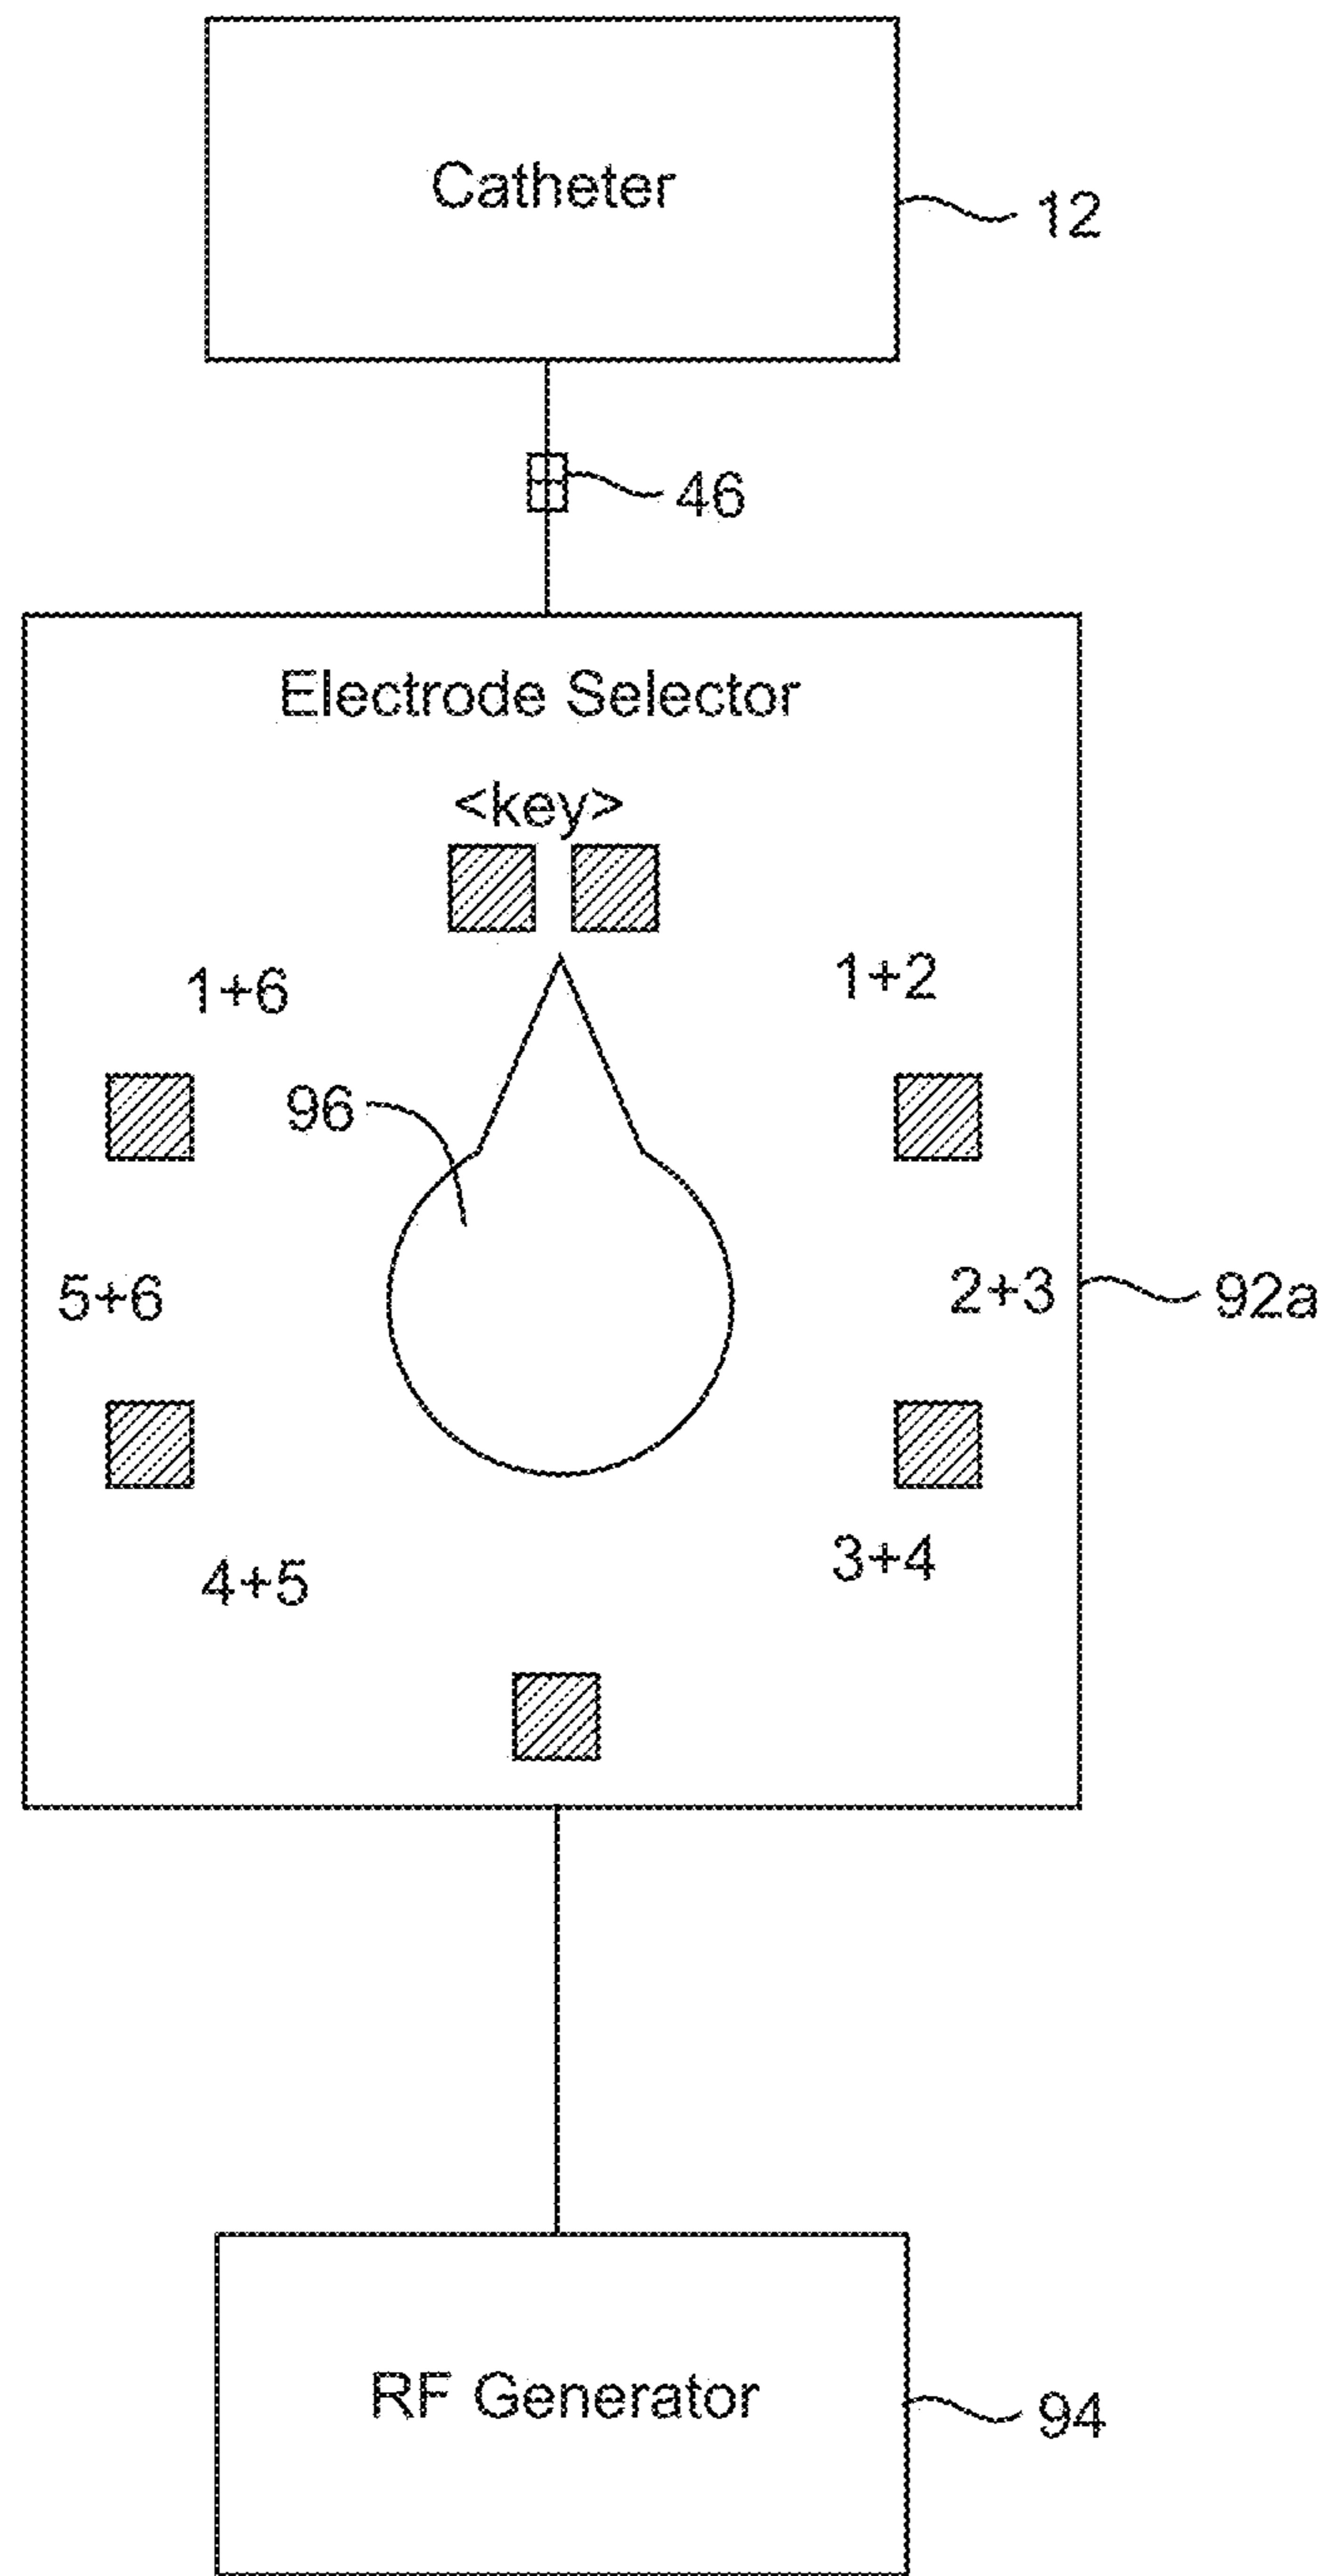 Catheter
12
46
Electrode Selector
<key>
1+6
1+2
96
5+6
2+3
92a
4+5
3+4
RF Generator
94